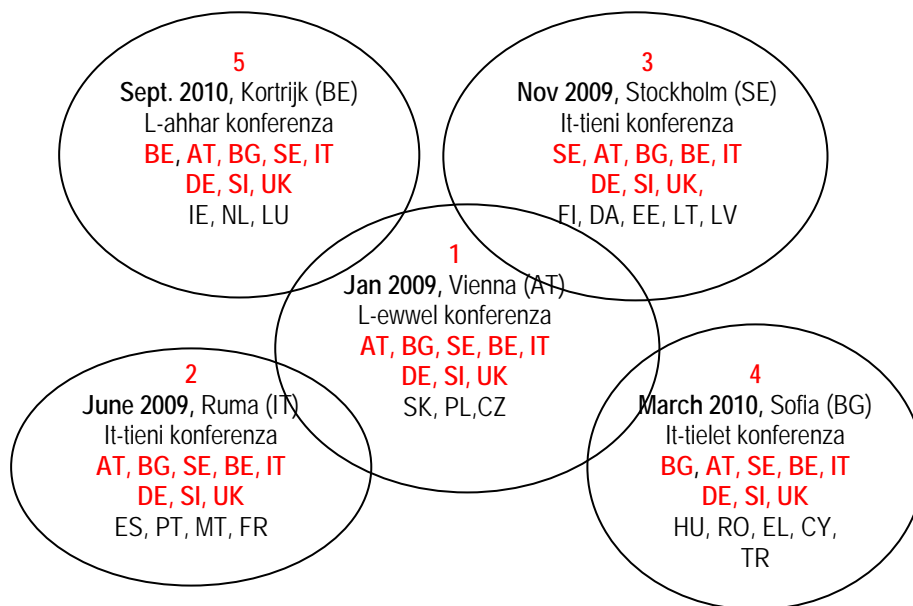 5
Sept. 2010, Kortrijk (BE)
L-ahhar konferenza
BE, AT, BG, SE, IT
DE, SI, UK
IE, NL, LU
3
Nov 2009, Stockholm (SE)
It-tieni konferenza
SE, AT, BG, BE, IT
DE, SI, UK,
FI, DA, EE, LT, LV
1
Jan 2009, Vienna (AT)
L-ewwel konferenza
AT, BG, SE, BE, IT
DE, SI, UK
SK, PL,CZ
2
June 2009, Ruma (IT)
It-tieni konferenza
AT, BG, SE, BE, IT
DE, SI, UK
ES, PT, MT, FR
4
March 2010, Sofia (BG)
It-tielet konferenza
BG, AT, SE, BE, IT
DE, SI, UK
HU, RO, EL, CY,
TR